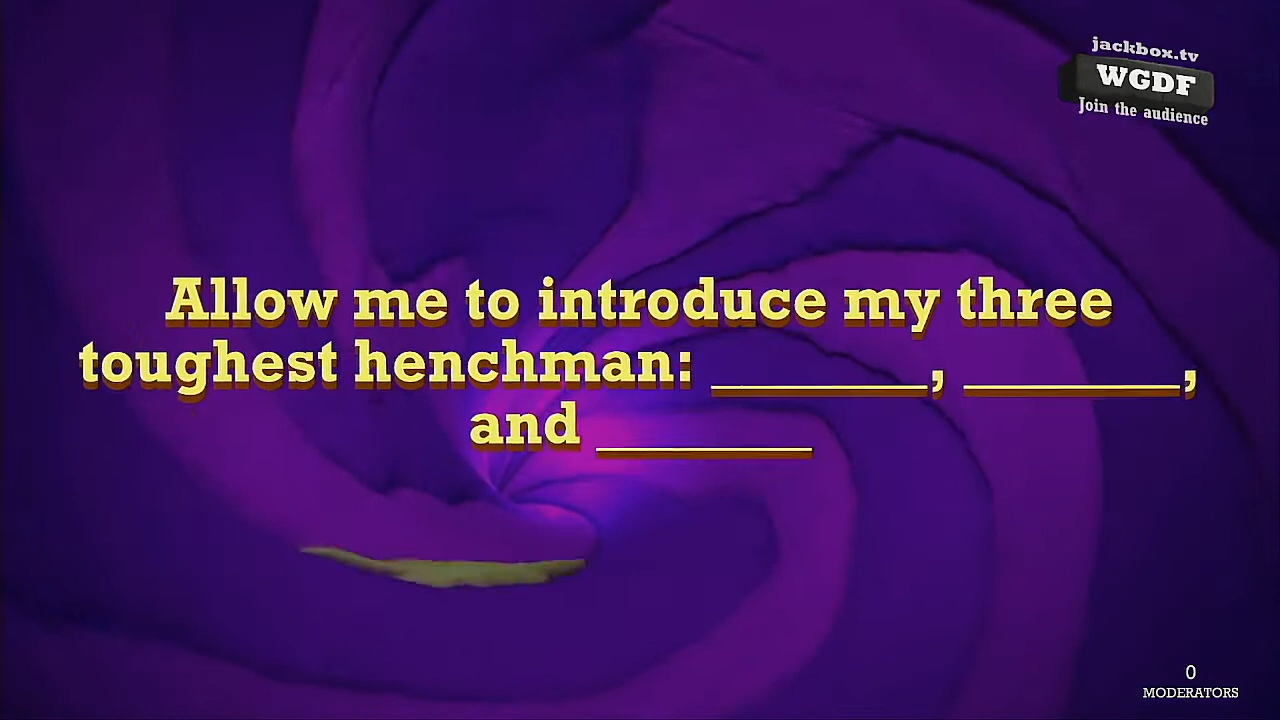 jackbox.tv
WGDF
Join the audience
Allow me to introduce my three
toughest henchman: ________, ________,
and ________
0
MODERATORS